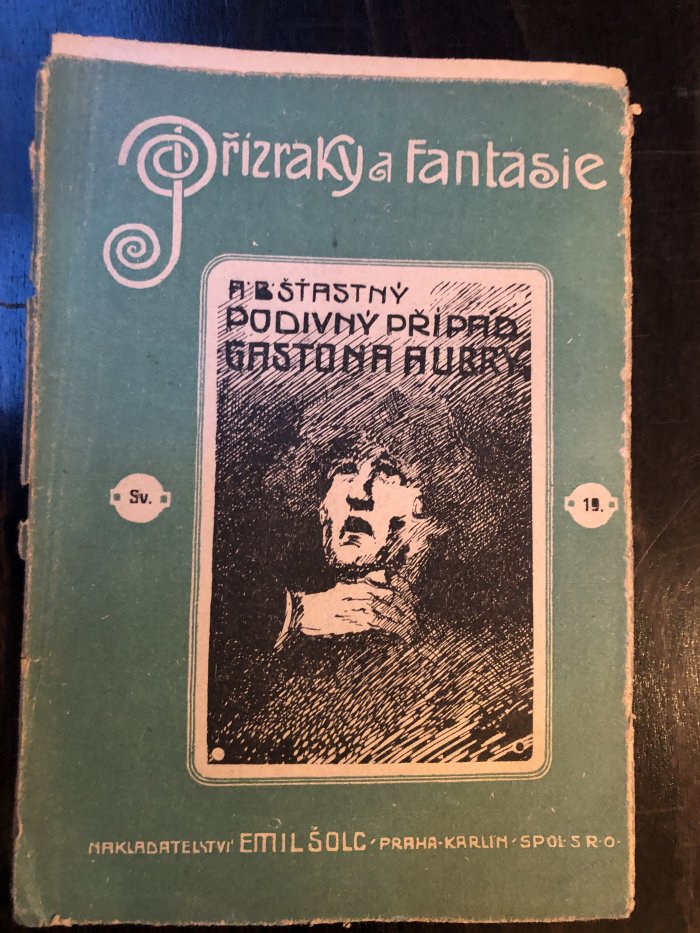 Přízraky a Fantasie
A.B. ŠŤASTNÝ
PODIVNÝ PŘÍPAD
GASTONA AUBRY.
Sv.
19.
NAKLADATELSTVÍ EMIL ŠOLC PRAHA-KARLÍN SPOL. S R.O.